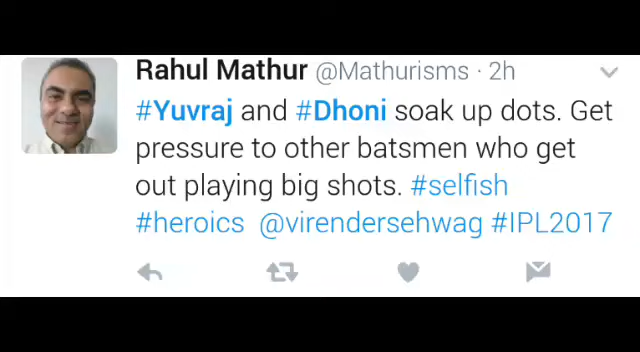 Rahul Mathur @Mathurisms · 2h
#Yuvraj and #Dhoni soak up dots. Get
pressure to other batsmen who get
out playing big shots. #selfish
#heroics @virendersehwag #IPL2017